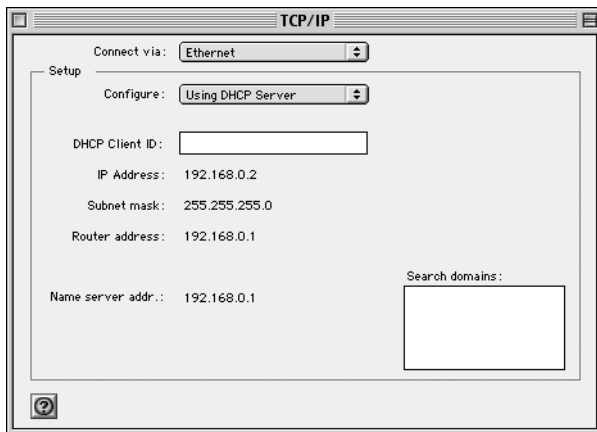 TCP/IP
Connect via: Ethernet
Setup
Configure: Using DHCP Server
DHCP Client ID:
IP Address: 192.168.0.2
Subnet mask: 255.255.255.0
Router address: 192.168.0.1
Search domains:
Name server addr.: 192.168.0.1
?